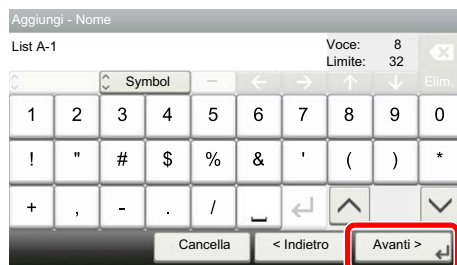 Aggiungi - Nome
List A-1
Voce: 8
Limite: 32
Symbol
Elim.
1 2 3 4 5 6 7 8 9 0
! " # $ % & ' ( ) *
+ , - . / _
Cancella < Indietro Avanti >